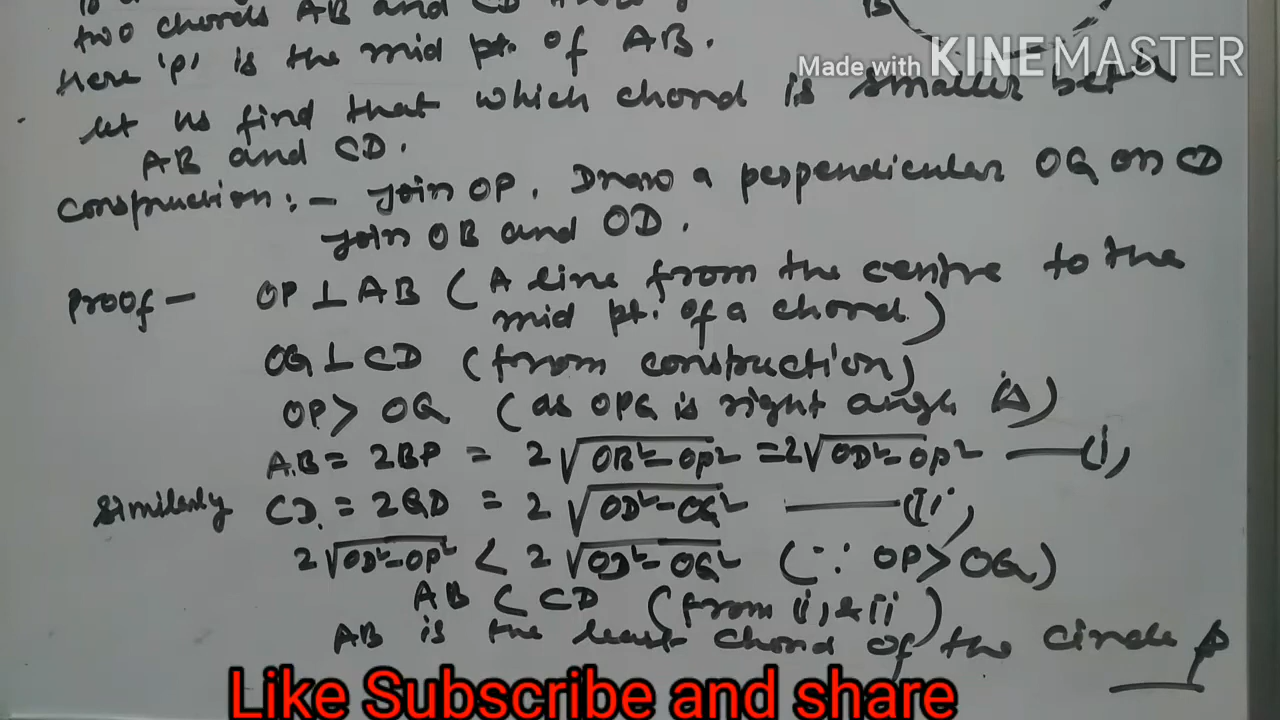 two chords AB and CD
B
Here 'P' is the mid pt. of AB.
Made with KINEMASTER
let us find that which chord is smaller betn
AB and CD.
construction :- Join OP. Draw a perpendicular OQ on CD
Join OB and OD.
Proof - OP ⊥ AB (A line from the centre to the
mid pt. of a chord)
OQ ⊥ CD (from construction)
OP > OQ (as OPQ is right angle Δ)
AB = 2BP = 2√OB²-OP² = 2√OD²-OP² —(i)
Similarly CD = 2QD = 2√OD²-OQ² —(ii)
2√OD²-OP² < 2√OD²-OQ² (∵ OP > OQ)
AB < CD (from (i) & ii)
AB is the least chord of the circle
Like Subscribe and share